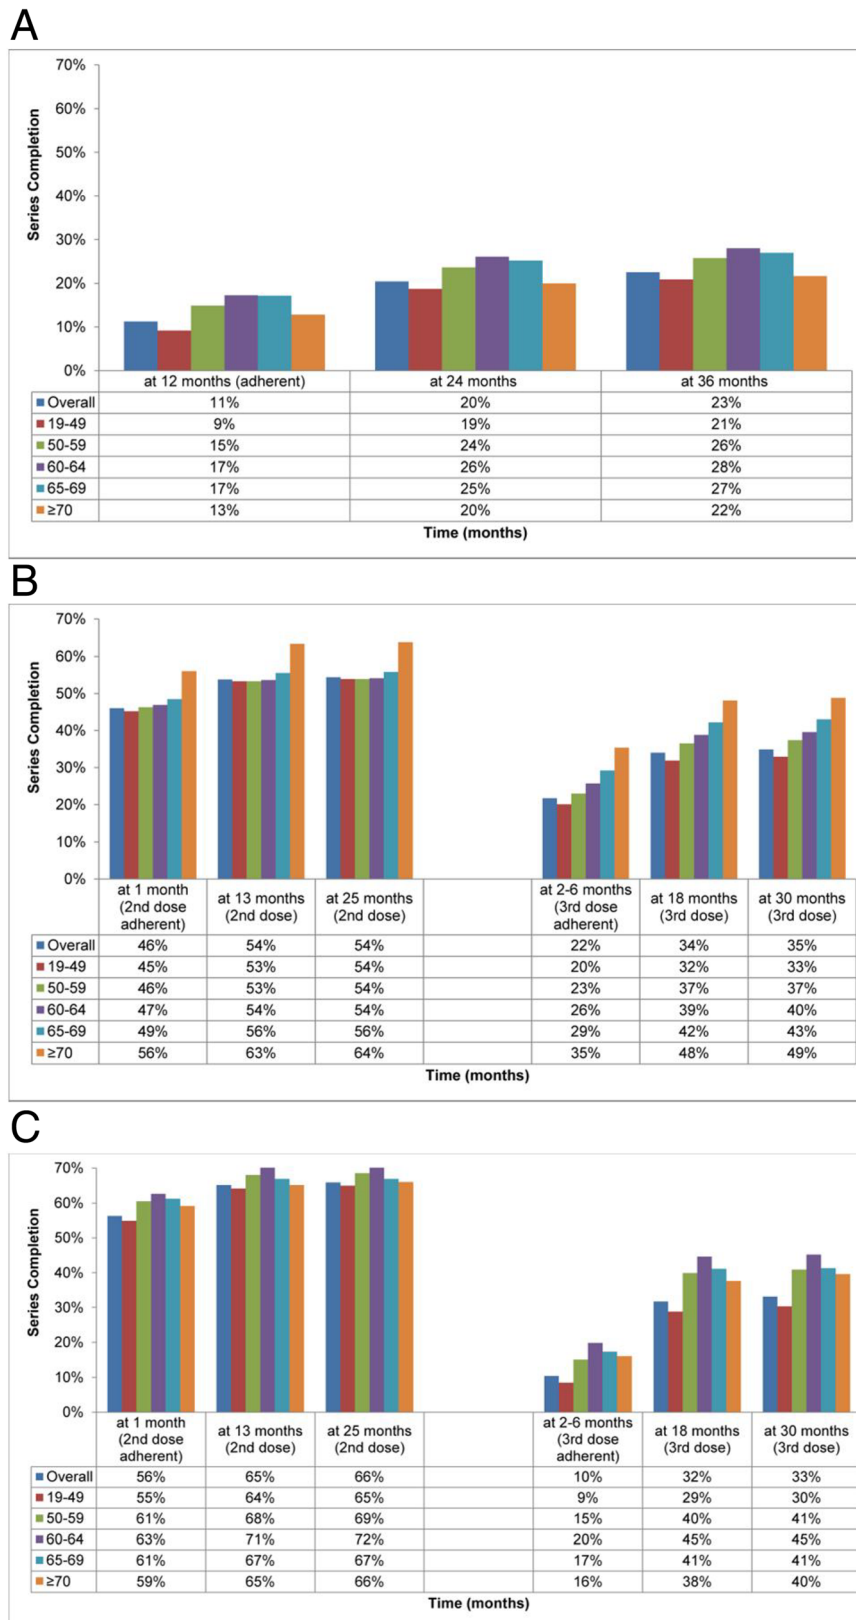 A
70%
60%
50%
40%
30%
20%
10%
0%
Series Completion
at 12 months (adherent) at 24 months at 36 months
Overall 11% 20% 23%
19-49 9% 19% 21%
50-59 15% 24% 26%
60-64 17% 26% 28%
65-69 17% 25% 27%
≥70 13% 20% 22%
Time (months)
B
70%
60%
50%
40%
30%
20%
10%
0%
Series Completion
at 1 month at 13 months at 25 months at 2-6 months at 18 months at 30 months
(2nd dose (2nd dose) (2nd dose) (3rd dose (3rd dose) (3rd dose)
adherent) adherent)
Overall 46% 54% 54% 22% 34% 35%
19-49 45% 53% 54% 20% 32% 33%
50-59 46% 53% 54% 23% 37% 37%
60-64 47% 54% 54% 26% 39% 40%
65-69 49% 56% 56% 29% 42% 43%
≥70 56% 63% 64% 35% 48% 49%
Time (months)
C
70%
60%
50%
40%
30%
20%
10%
0%
Series Completion
at 1 month at 13 months at 25 months at 2-6 months at 18 months at 30 months
(2nd dose (2nd dose) (2nd dose) (3rd dose (3rd dose) (3rd dose)
adherent) adherent)
Overall 56% 65% 66% 10% 32% 33%
19-49 55% 64% 65% 9% 29% 30%
50-59 61% 68% 69% 15% 40% 41%
60-64 63% 71% 72% 20% 45% 45%
65-69 61% 67% 67% 17% 41% 41%
≥70 59% 65% 66% 16% 38% 40%
Time (months)